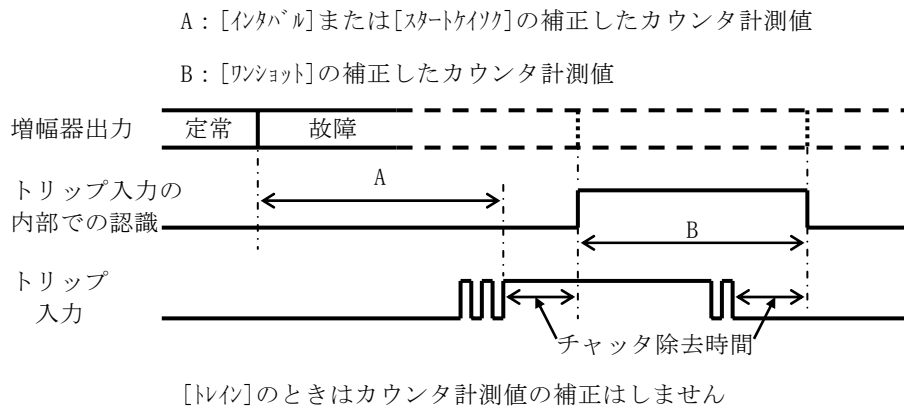 A：[ｲﾝﾀﾊﾞﾙ]または[ｽﾀｰﾄｹｲｿｸ]の補正したカウンタ計測値
B：[ﾜﾝｼｮｯﾄ]の補正したカウンタ計測値
増幅器出力
定常
故障
A
トリップ入力の
内部での認識
B
トリップ
入力
チャッタ除去時間
[ﾄﾚｲﾝ]のときはカウンタ計測値の補正はしません